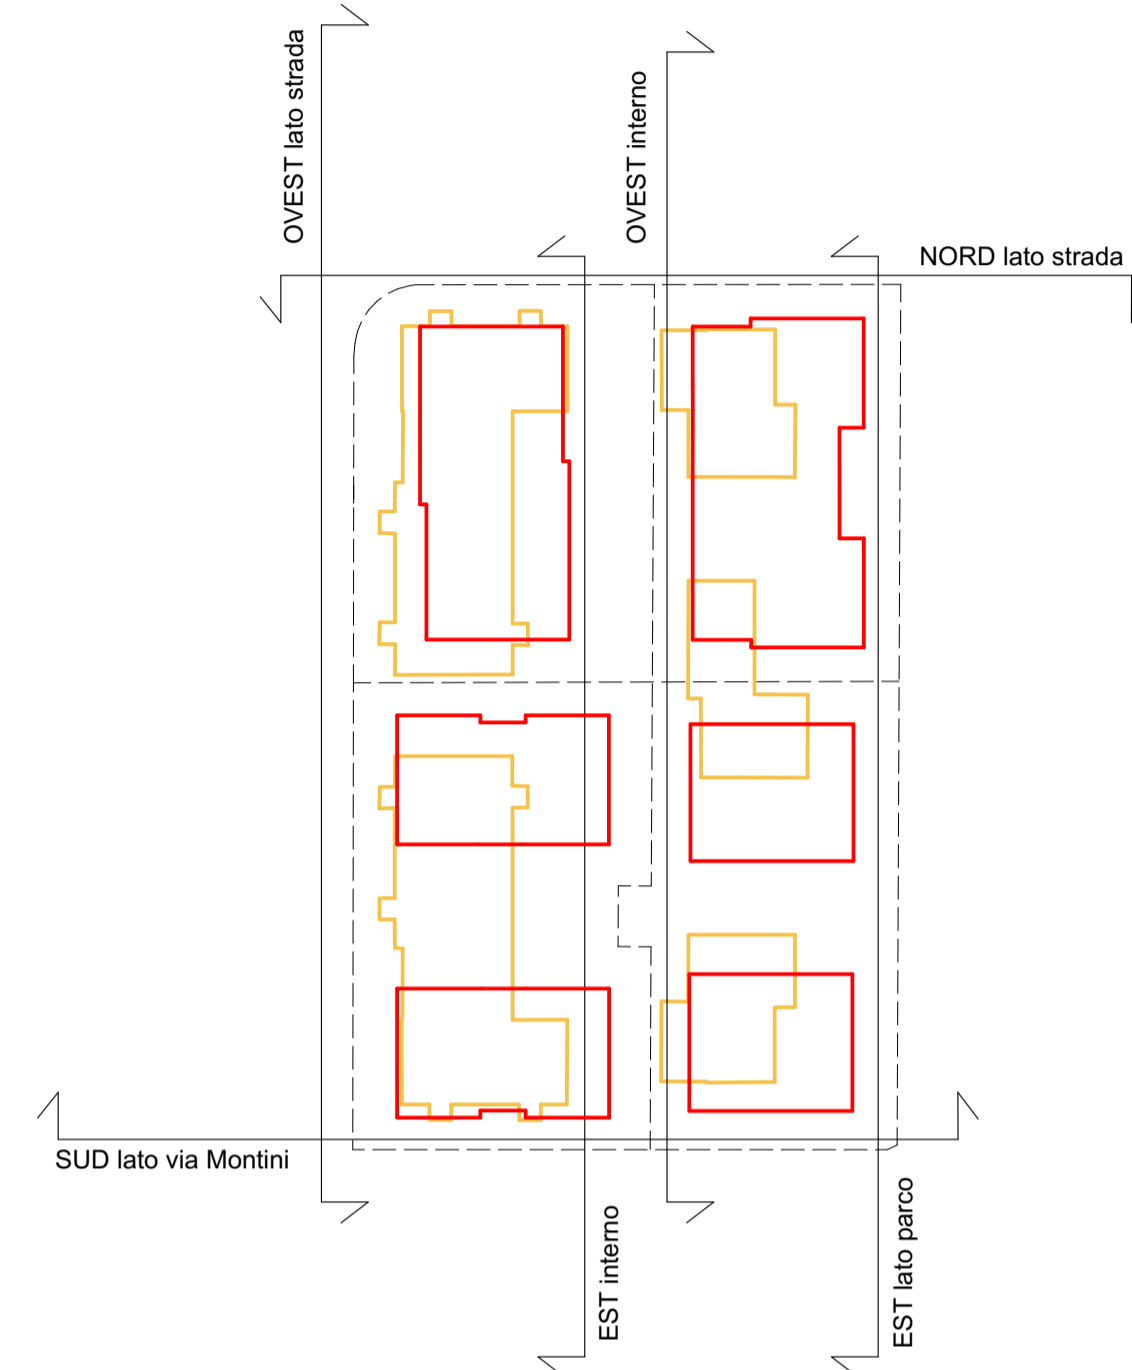 OVEST lato strada
OVEST interno
NORD lato strada
SUD lato via Montini
EST interno
EST lato parco